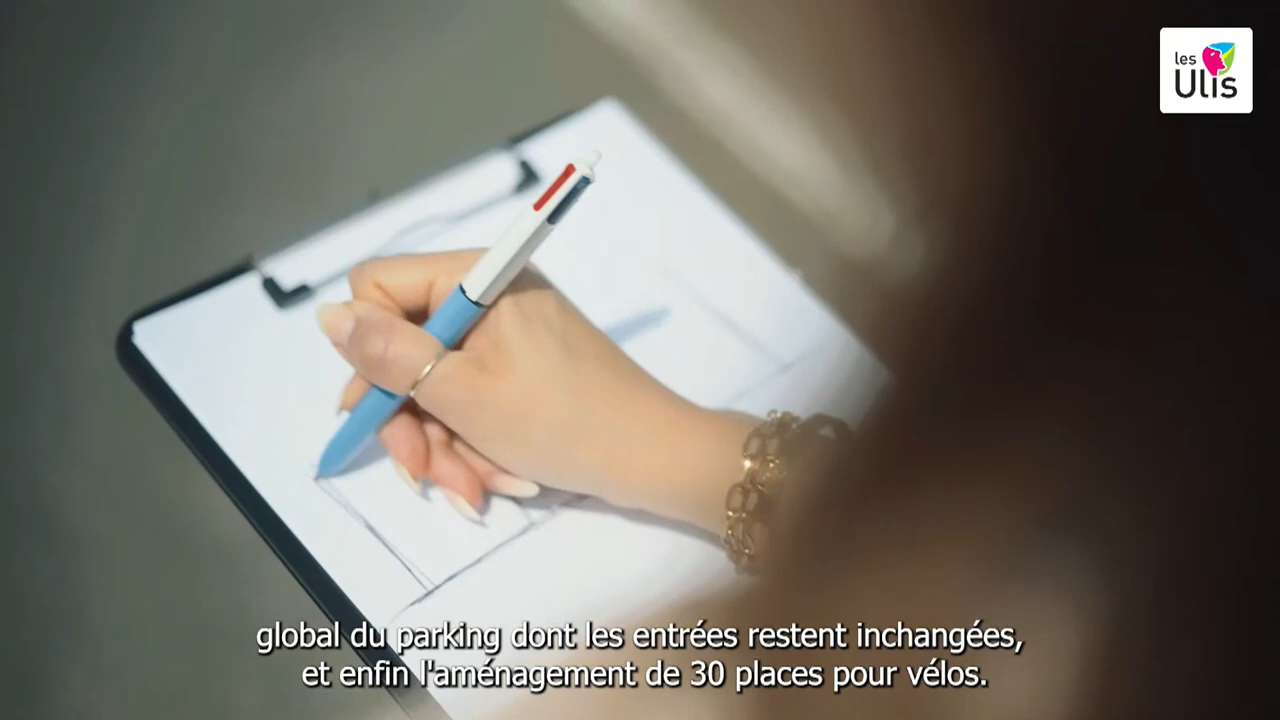 les
Ulis
global du parking dont les entrées restent inchangées,
et enfin l'aménagement de 30 places pour vélos.